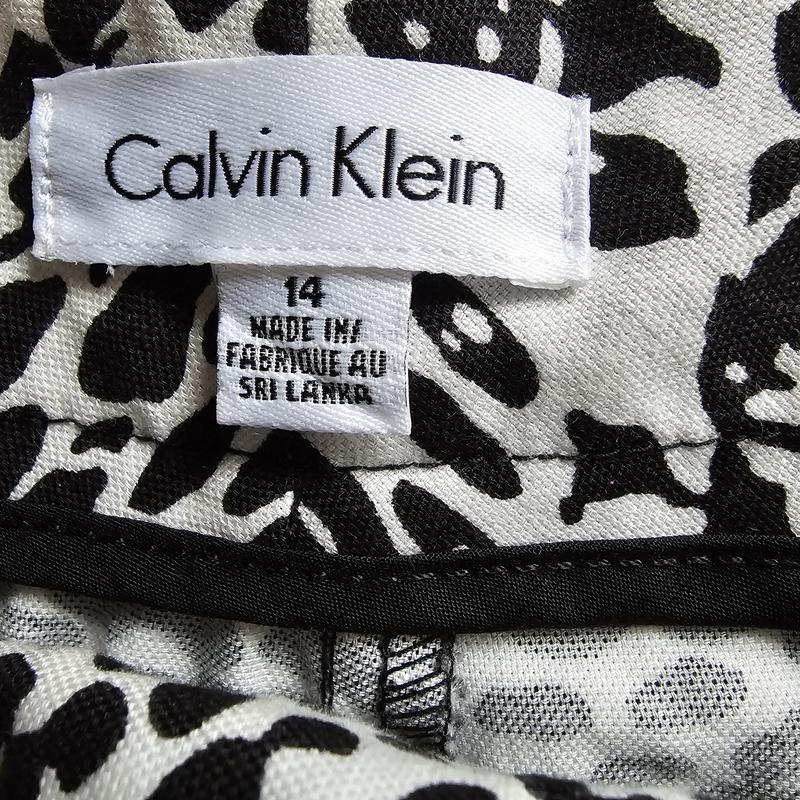 Calvin Klein
14
MADE IN/
FABRIQUE AU
SRI LANKA